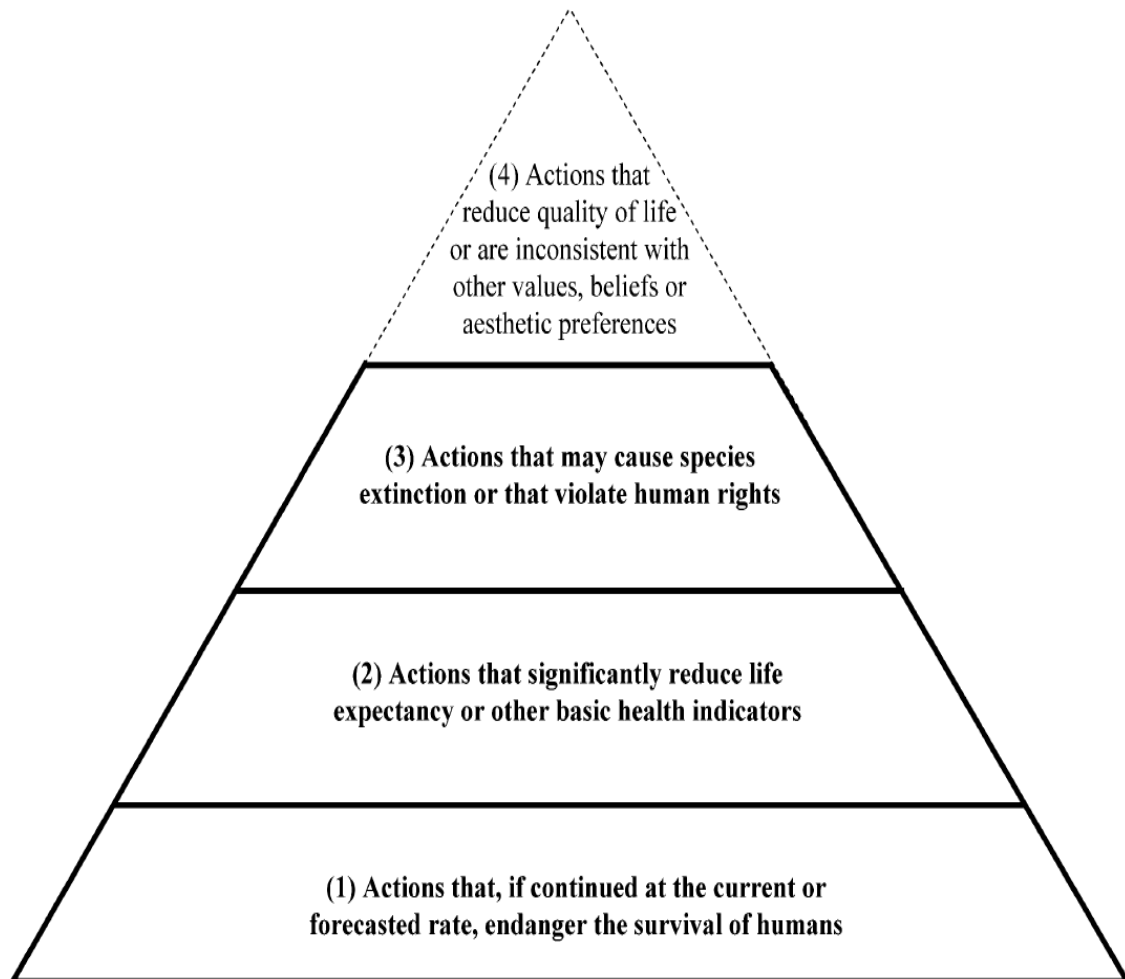 (4) Actions that
reduce quality of life
or are inconsistent with
other values, beliefs or
aesthetic preferences
(3) Actions that may cause species
extinction or that violate human rights
(2) Actions that significantly reduce life
expectancy or other basic health indicators
(1) Actions that, if continued at the current or
forecasted rate, endanger the survival of humans